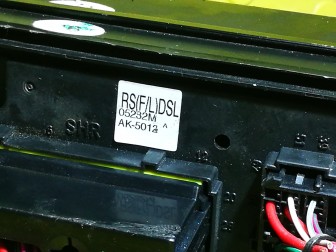 RS(F/L)DSL
05232M
AK-5013 ^
SHR